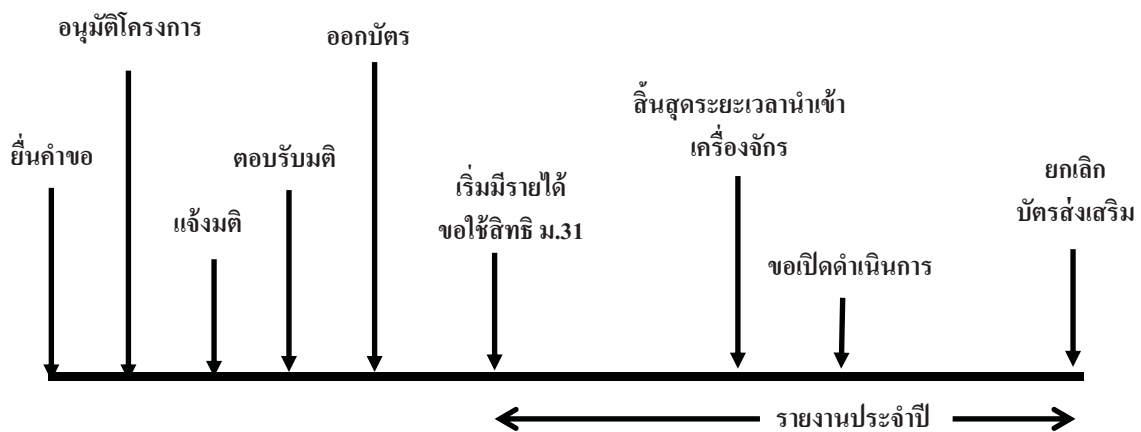 ยื่นคำขอ
อนุมัติโครงการ
แจ้งมติ
ตอบรับมติ
ออกบัตร
เริ่มมีรายได้
ขอใช้สิทธิ ม.31
สิ้นสุดระยะเวลานำเข้า
เครื่องจักร
ขอเปิดดำเนินการ
ยกเลิก
บัตรส่งเสริม
รายงานประจำปี